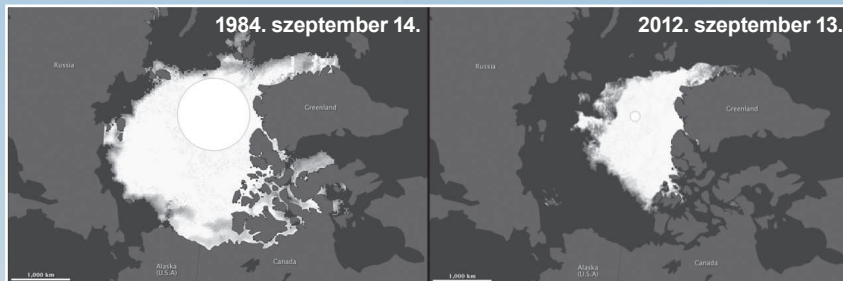 1984. szeptember 14.
Russia
Greenland
Alaska
(U.S.A)
Canada
1,000 km
2012. szeptember 13.
Russia
Greenland
Alaska
(U.S.A)
Canada
1,000 km